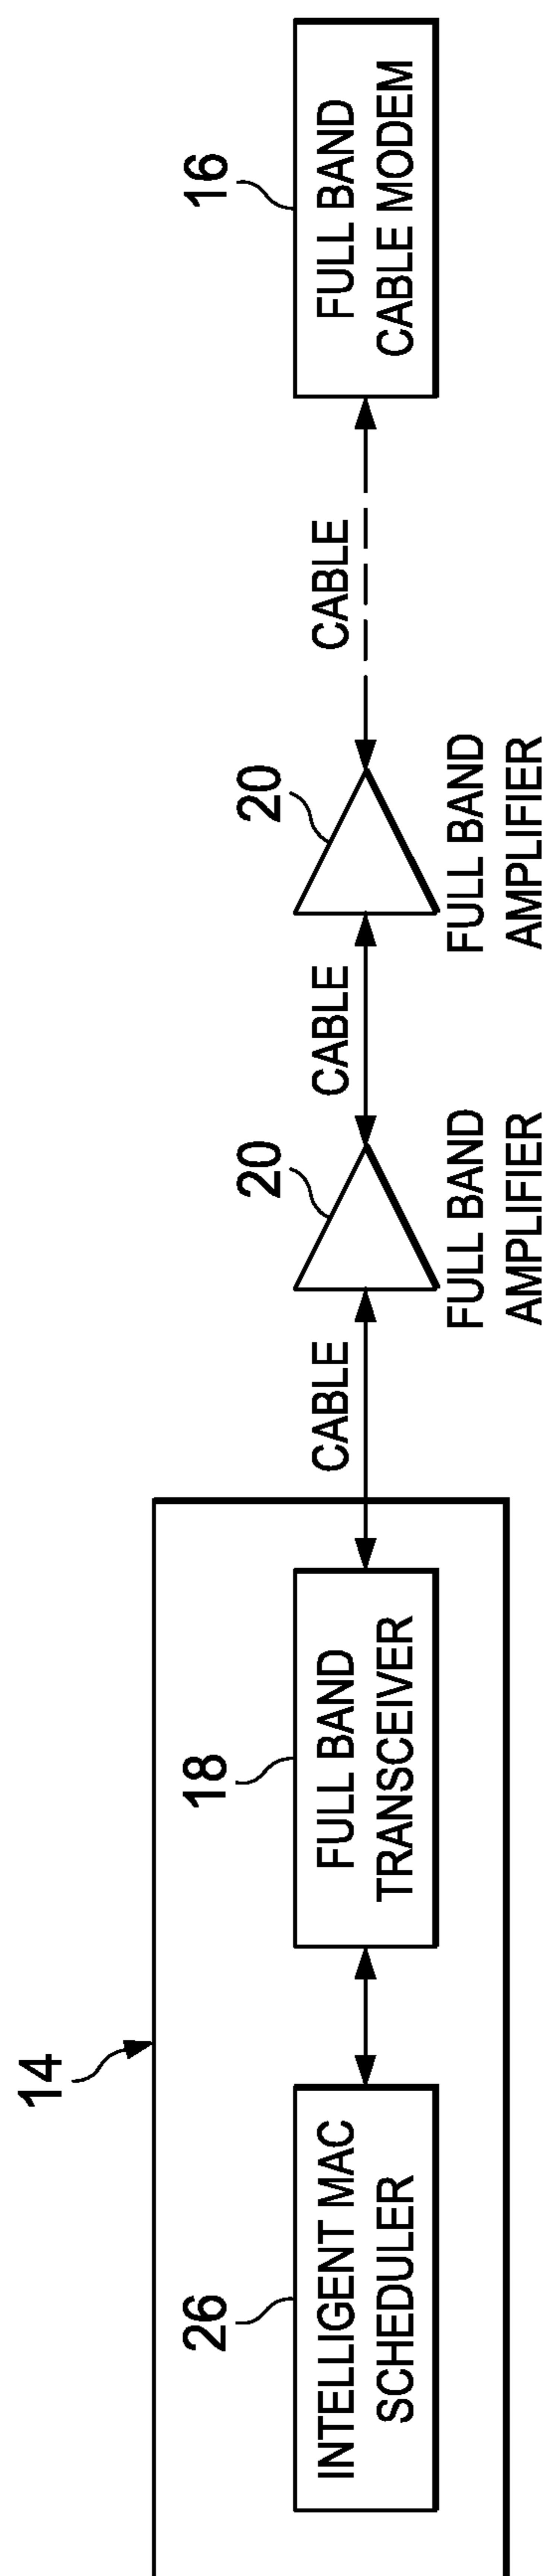 14
26
INTELLIGENT MAC
SCHEDULER
18
FULL BAND
TRANSCEIVER
CABLE
20
FULL BAND
AMPLIFIER
CABLE
20
FULL BAND
AMPLIFIER
CABLE
16
FULL BAND
CABLE MODEM